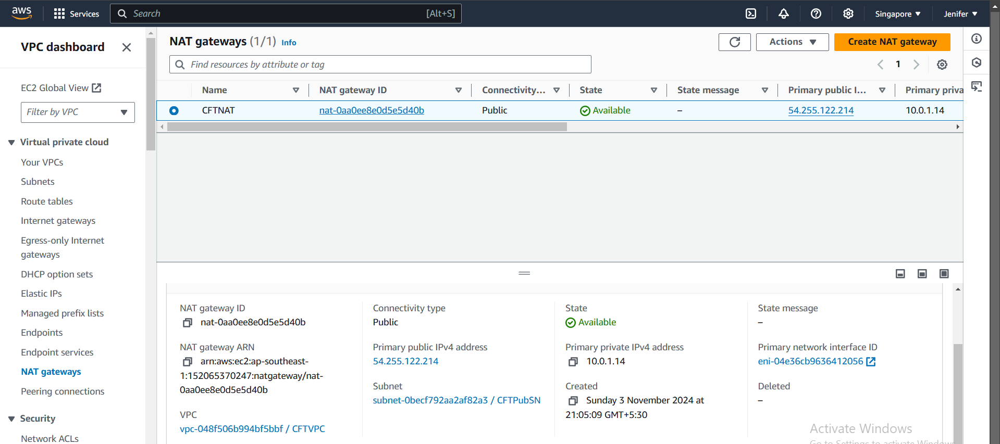 aws Services Search [Alt+S] Singapore Jenifer
VPC dashboard
EC2 Global View
Filter by VPC
Virtual private cloud
Your VPCs
Subnets
Route tables
Internet gateways
Egress-only Internet
gateways
DHCP option sets
Elastic IPs
Managed prefix lists
Endpoints
Endpoint services
NAT gateways
Peering connections
Security
Network ACLs
NAT gateways (1/1) Info
Actions
Create NAT gateway
Find resources by attribute or tag
1
Name NAT gateway ID Connectivity... State State message Primary public I... Primary priva
CFTNAT nat-0aa0ee8e0d5e5d40b Public Available – 54.255.122.214 10.0.1.14
NAT gateway ID
nat-0aa0ee8e0d5e5d40b
NAT gateway ARN
arn:aws:ec2:ap-southeast-
1:152065370247:natgateway/nat-
0aa0ee8e0d5e5d40b
VPC
vpc-048f506b994bf5bbf / CFTVPC
Connectivity type
Public
Primary public IPv4 address
54.255.122.214
Subnet
subnet-0becf792aa2af82a3 / CFTPubSN
State
Available
Primary private IPv4 address
10.0.1.14
Created
Sunday 3 November 2024 at
21:05:09 GMT+5:30
State message
–
Primary network interface ID
eni-04e36cb9636412056
Deleted
–
Activate Windows
Go to Settings to activate Windows